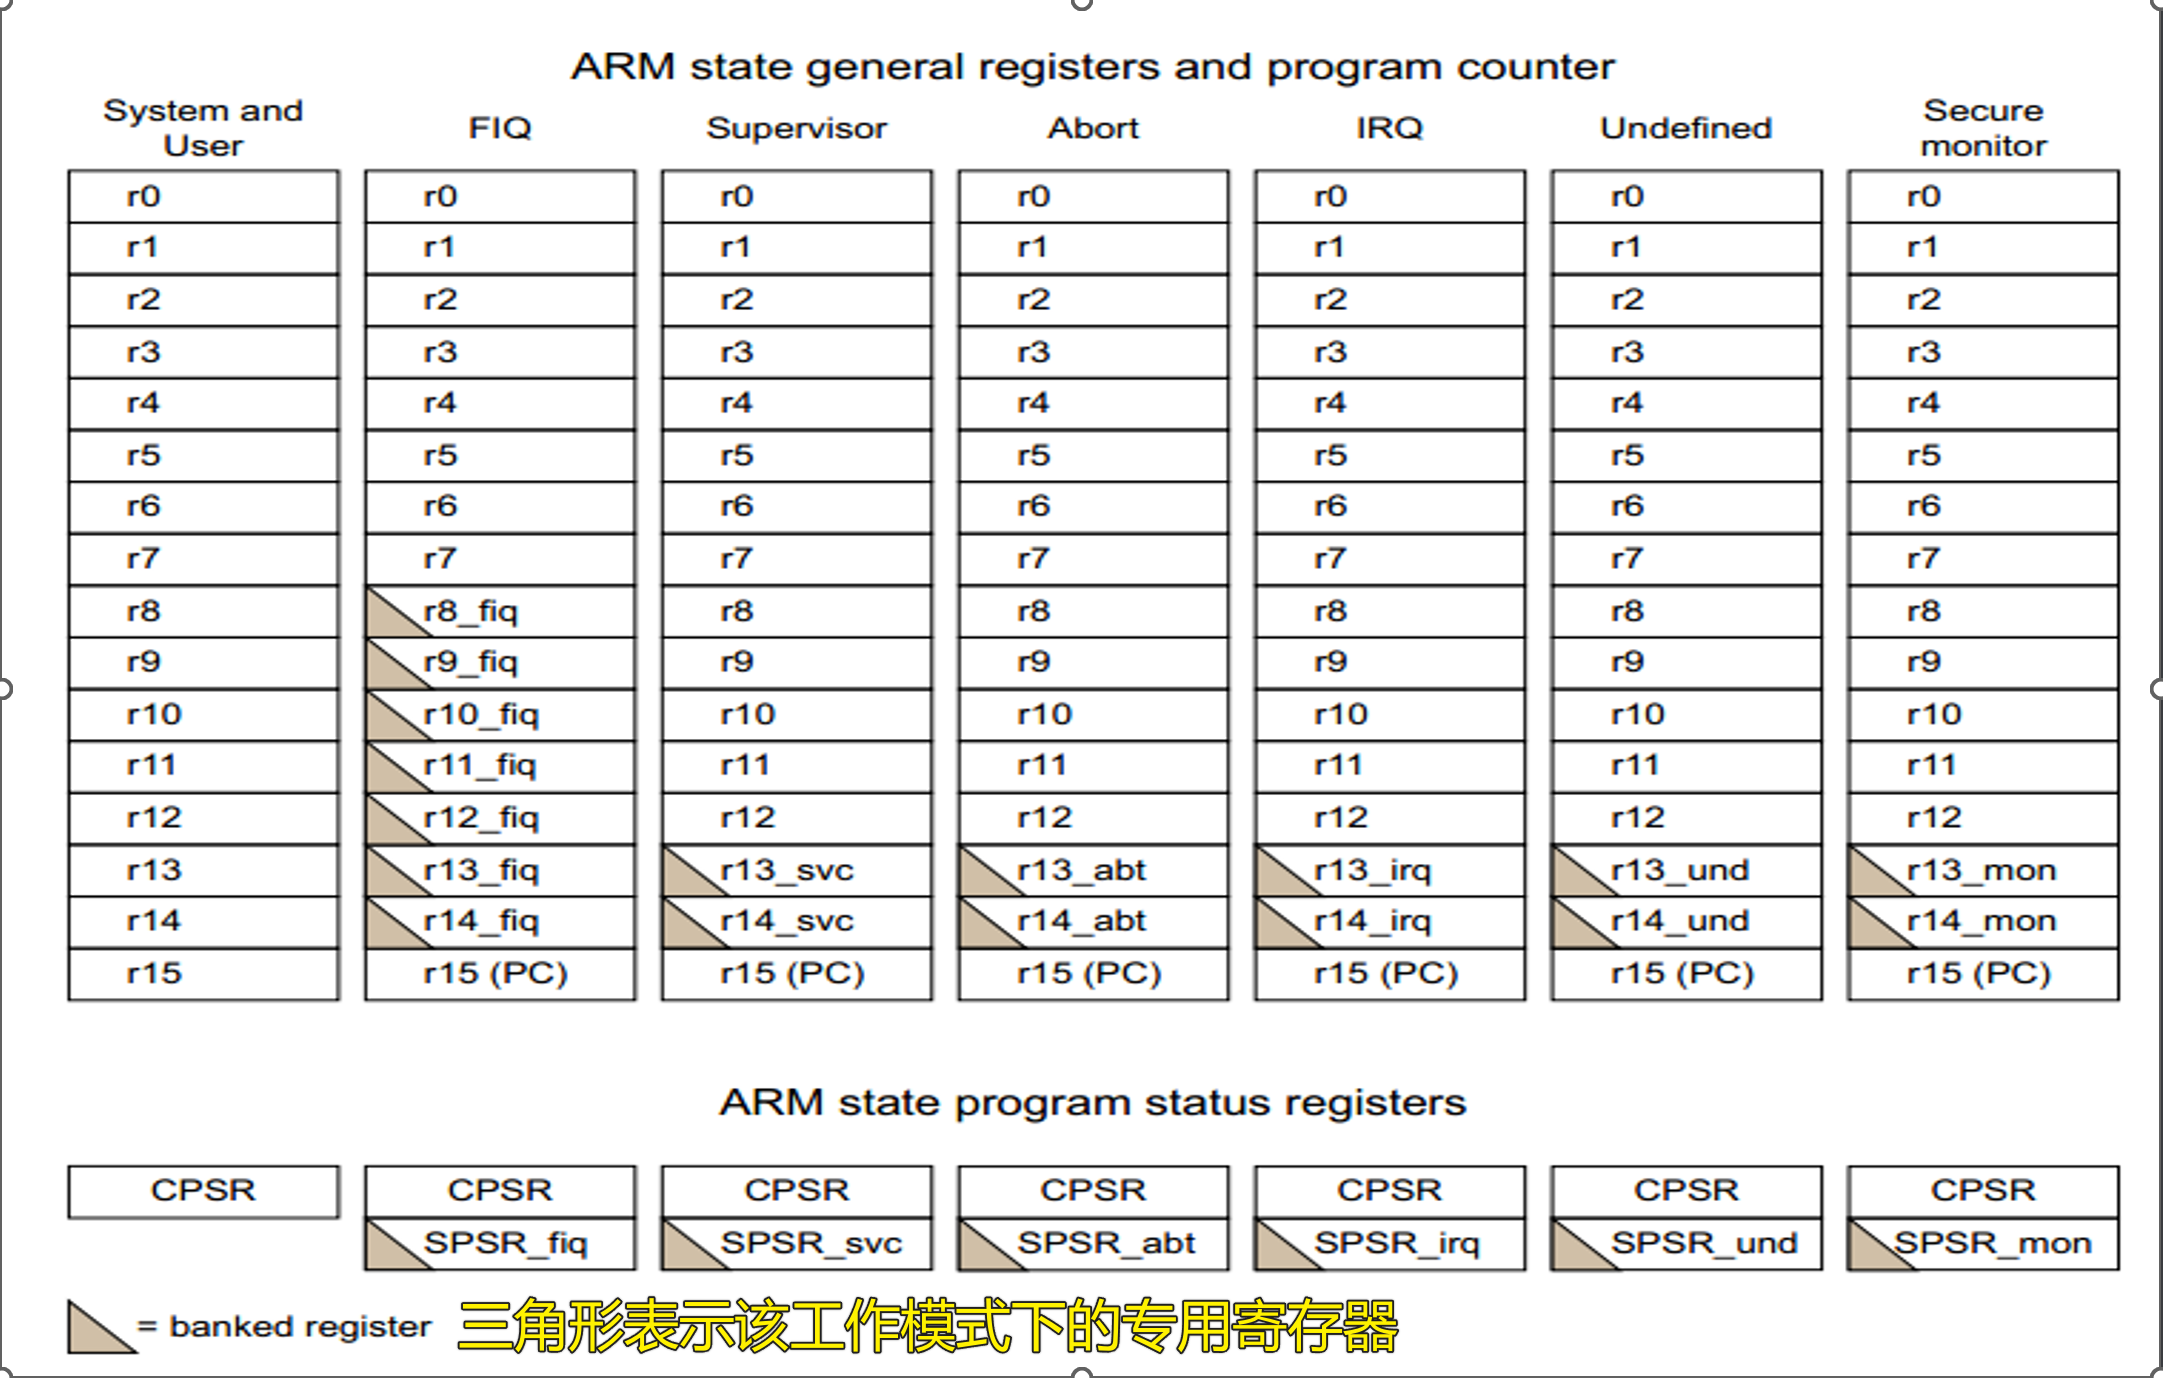 ARM state general registers and program counter
System and User FIQ Supervisor Abort IRQ Undefined Secure monitor
r0 r0 r0 r0 r0 r0 r0
r1 r1 r1 r1 r1 r1 r1
r2 r2 r2 r2 r2 r2 r2
r3 r3 r3 r3 r3 r3 r3
r4 r4 r4 r4 r4 r4 r4
r5 r5 r5 r5 r5 r5 r5
r6 r6 r6 r6 r6 r6 r6
r7 r7 r7 r7 r7 r7 r7
r8 r8_fiq r8 r8 r8 r8 r8
r9 r9_fiq r9 r9 r9 r9 r9
r10 r10_fiq r10 r10 r10 r10 r10
r11 r11_fiq r11 r11 r11 r11 r11
r12 r12_fiq r12 r12 r12 r12 r12
r13 r13_fiq r13_svc r13_abt r13_irq r13_und r13_mon
r14 r14_fiq r14_svc r14_abt r14_irq r14_und r14_mon
r15 r15 (PC) r15 (PC) r15 (PC) r15 (PC) r15 (PC) r15 (PC)
ARM state program status registers
CPSR CPSR CPSR CPSR CPSR CPSR CPSR
SPSR_fiq SPSR_svc SPSR_abt SPSR_irq SPSR_und SPSR_mon
= banked register 三角形表示该工作模式下的专用寄存器